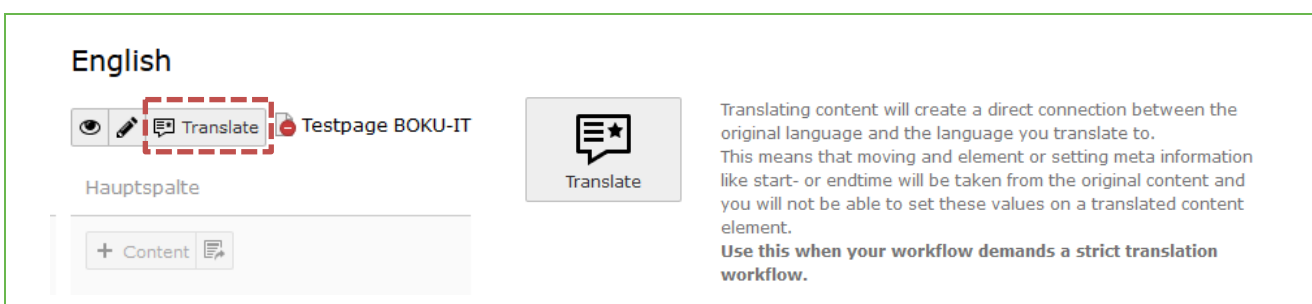 English
Translate Testpage BOKU-IT
Hauptspalte
+ Content
Translate
Translating content will create a direct connection between the
original language and the language you translate to.
This means that moving and element or setting meta information
like start- or endtime will be taken from the original content and
you will not be able to set these values on a translated content
element.
Use this when your workflow demands a strict translation
workflow.